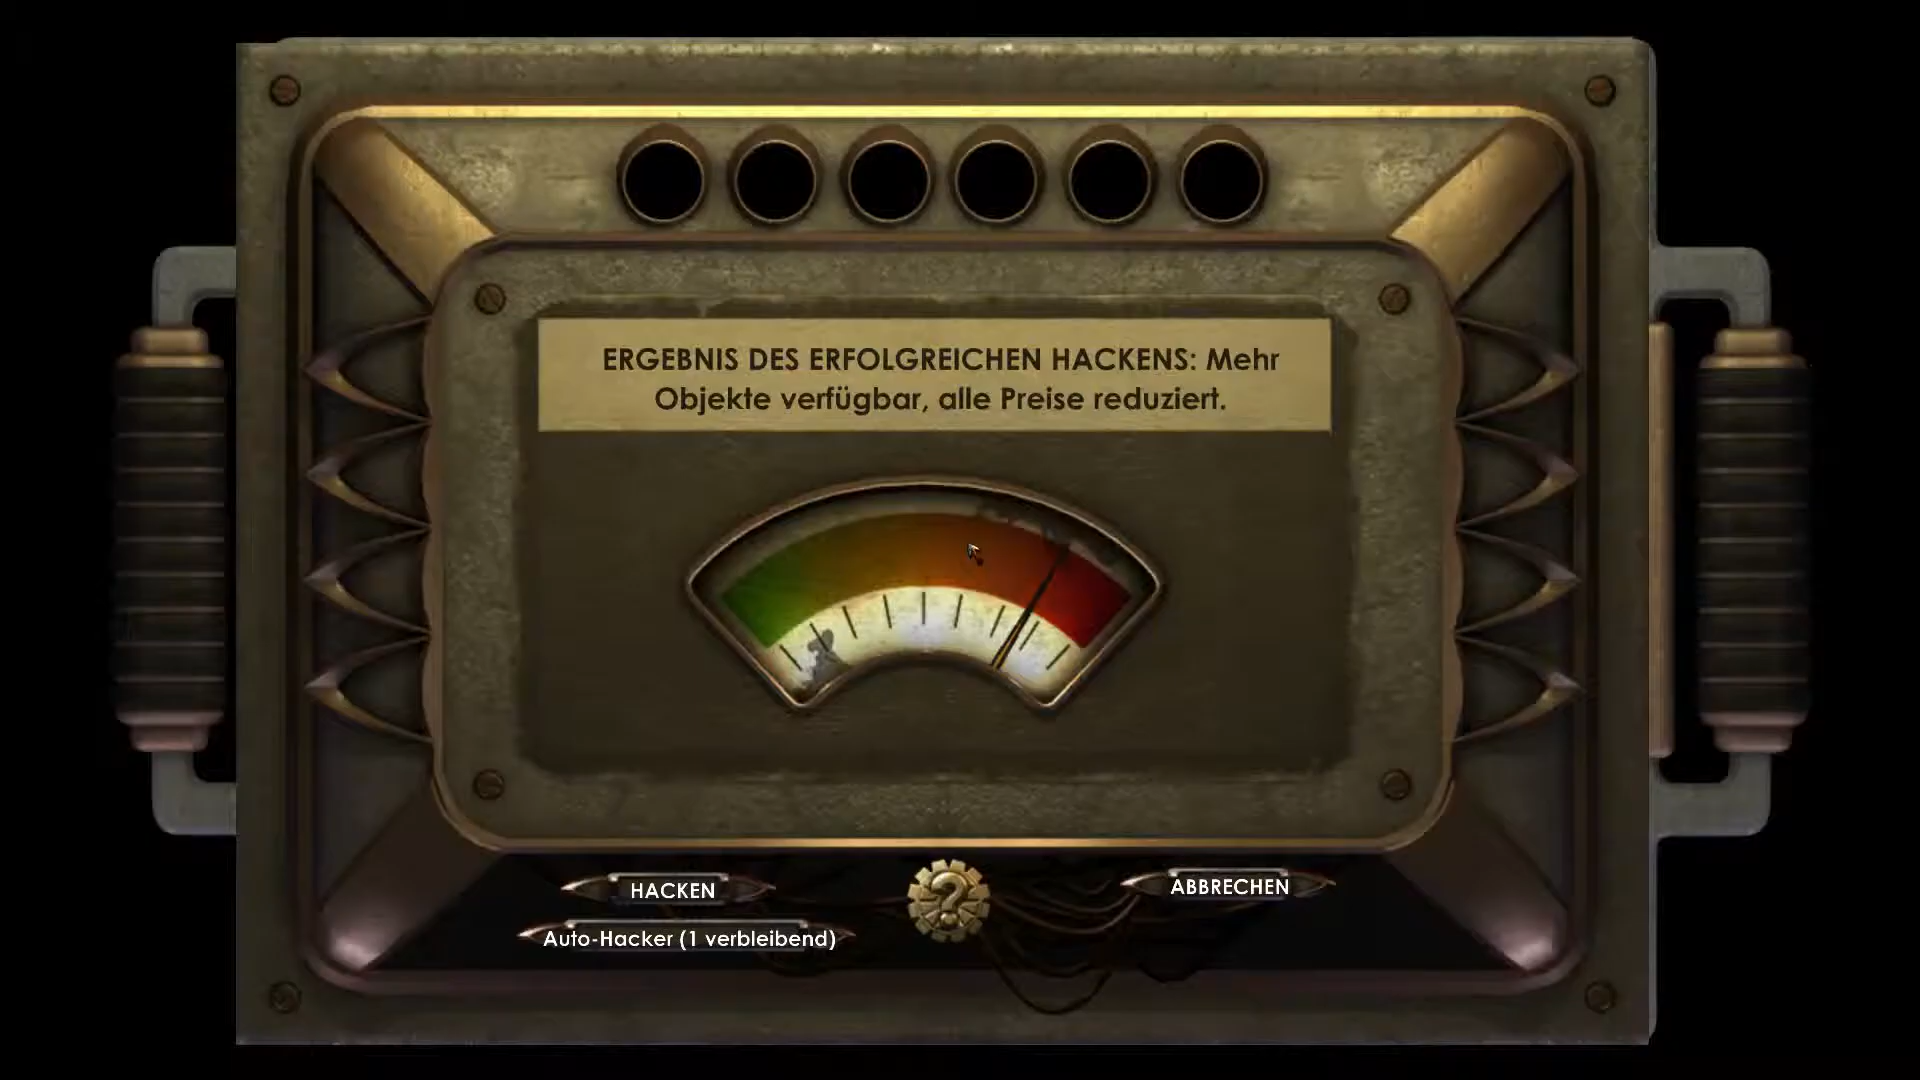 ERGEBNIS DES ERFOLGREICHEN HACKENS: Mehr
Objekte verfügbar, alle Preise reduziert.
HACKEN
?
ABBRECHEN
Auto-Hacker (1 verbleibend)